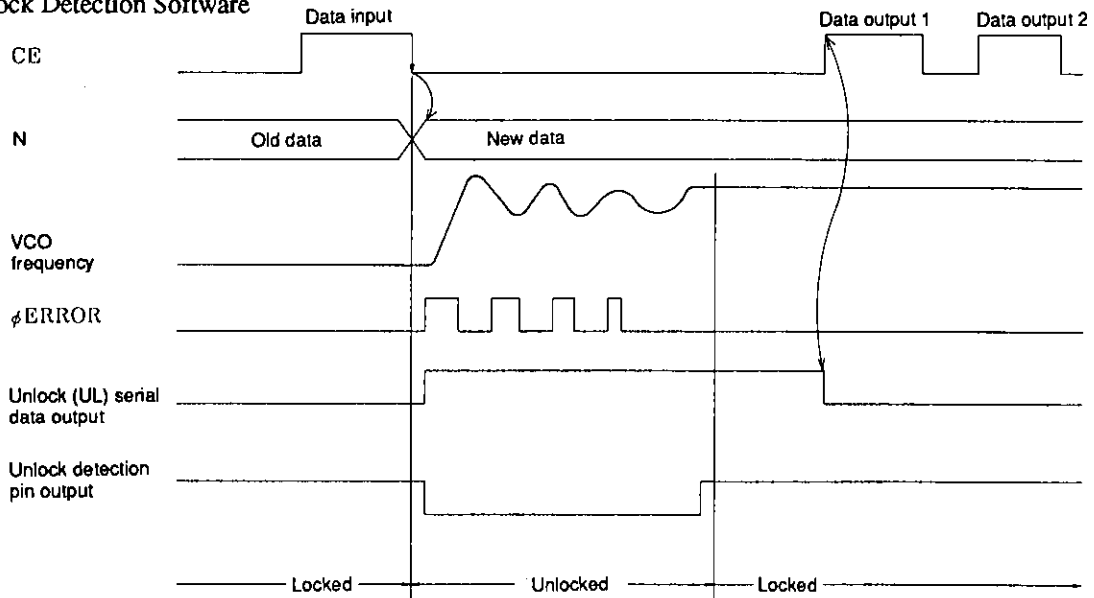 ock Detection Software
Data input
Data output 1
Data output 2
CE
N
Old data
New data
VCO
frequency
φERROR
Unlock (UL) serial
data output
Unlock detection
pin output
Locked
Unlocked
Locked